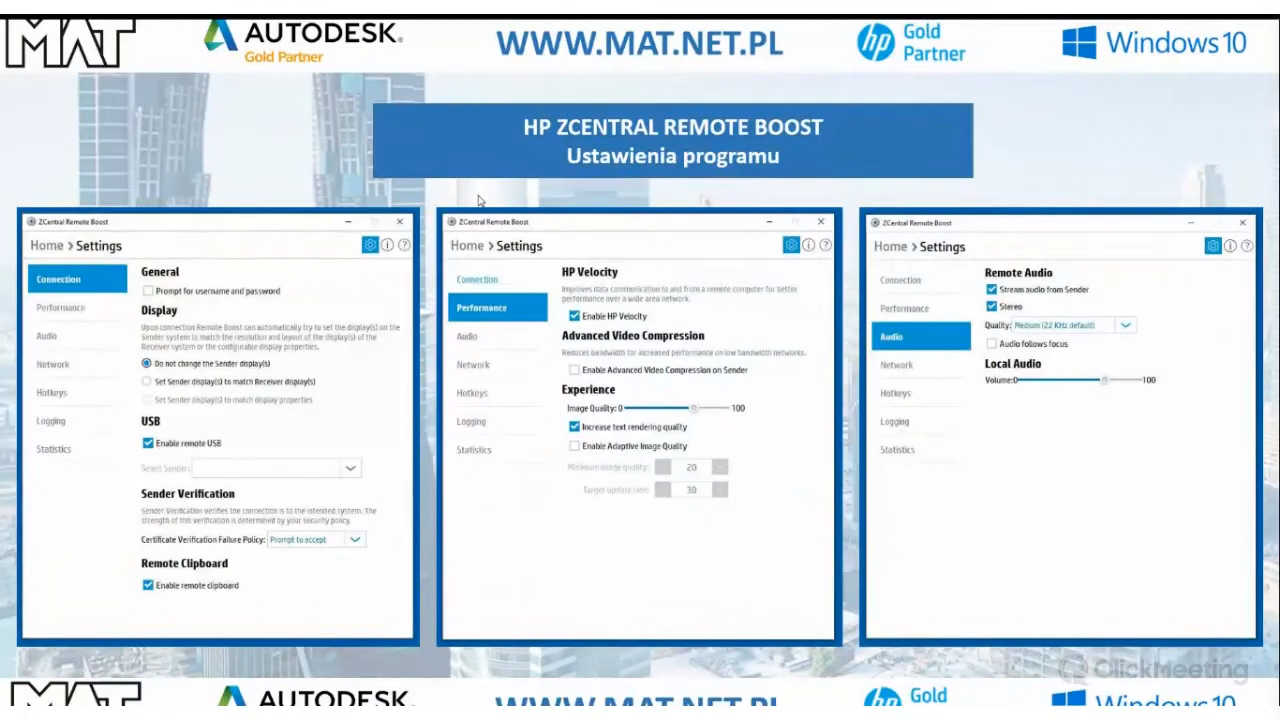 MAT
AUTODESK.
Gold Partner
WWW.MAT.NET.PL
hp
Gold
Partner
Windows 10
HP ZCENTRAL REMOTE BOOST
Ustawienia programu
ZCentral Remote Boost
Home > Settings
Connection
Performance
Audio
Network
Hotkeys
Logging
Statistics
General
Prompt for username and password
Display
Upon connection Remote Boost can automatically try to set the display(s) on the
Sender system to match the resolution and layout of the display(s) of the
Receiver system or the configurable display properties.
Do not change the Sender display(s)
Set Sender display(s) to match Receiver display(s)
Set Sender display(s) to match display properties
USB
Enable remote USB
Select Sender:
Sender Verification
Sender Verification verifies the connection is to the intended system. The
strength of this verification is determined by your security policy.
Certificate Verification Failure Policy: Prompt to accept
Remote Clipboard
Enable remote clipboard
ZCentral Remote Boost
Home > Settings
Connection
Performance
Audio
Network
Hotkeys
Logging
Statistics
HP Velocity
Improves data communication to and from a remote computer for better
performance over a wide area network.
Enable HP Velocity
Advanced Video Compression
Reduces bandwidth for increased performance on low bandwidth networks.
Enable Advanced Video Compression on Sender
Experience
Image Quality: 0 100
Increase text rendering quality
Enable Adaptive Image Quality
Minimum image quality: 20
Target update rate: 30
ZCentral Remote Boost
Home > Settings
Connection
Performance
Audio
Network
Hotkeys
Logging
Statistics
Remote Audio
Stream audio from Sender
Stereo
Quality: Medium (22 KHz default)
Audio follows focus
Local Audio
Volume:0 100
ClickMeeting
MAT
AUTODESK.
WWW.MAT.NET.PL
hp
Gold
Windows 10